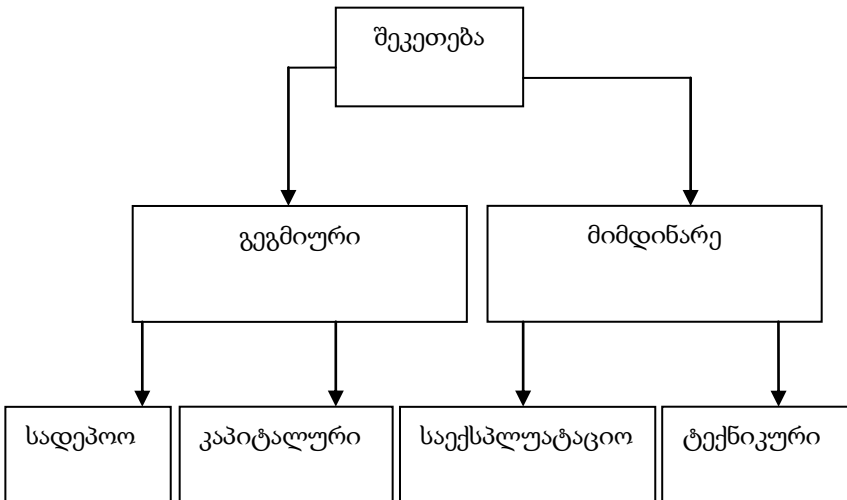 შეკეთება
გეგმიური
მიმდინარე
სადეპოო
კაპიტალური
საექსპლუატაციო
ტექნიკური